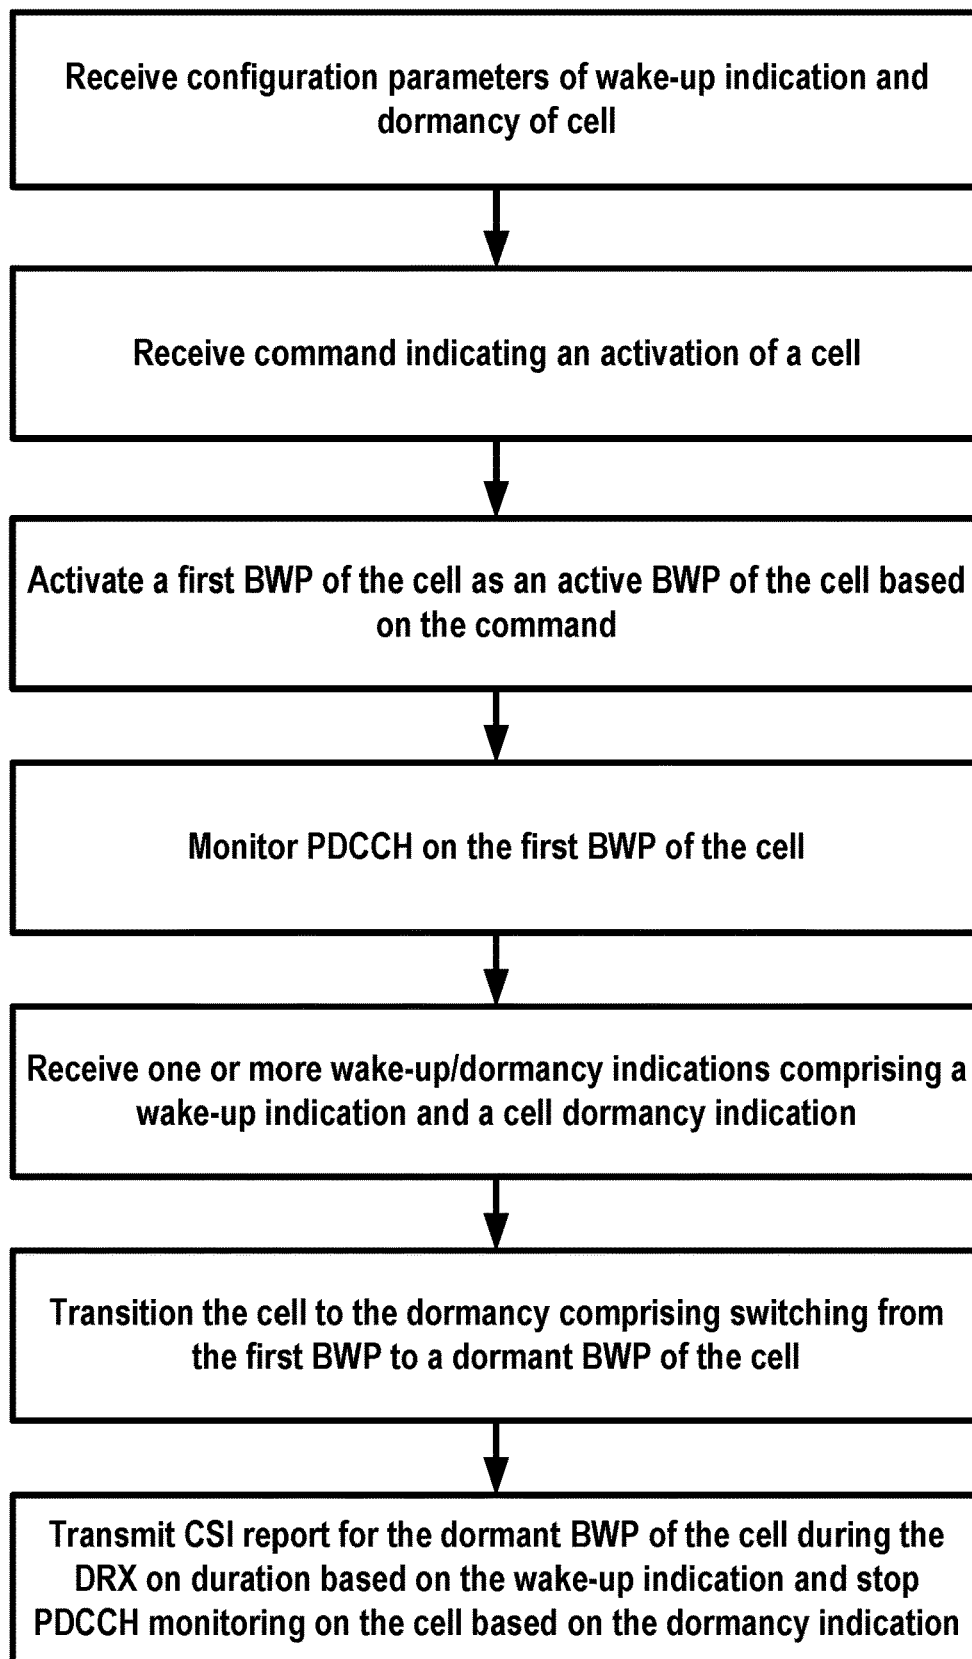 Receive configuration parameters of wake-up indication and
dormancy of cell
Receive command indicating an activation of a cell
Activate a first BWP of the cell as an active BWP of the cell based
on the command
Monitor PDCCH on the first BWP of the cell
Receive one or more wake-up/dormancy indications comprising a
wake-up indication and a cell dormancy indication
Transition the cell to the dormancy comprising switching from
the first BWP to a dormant BWP of the cell
Transmit CSI report for the dormant BWP of the cell during the
DRX on duration based on the wake-up indication and stop
PDCCH monitoring on the cell based on the dormancy indication